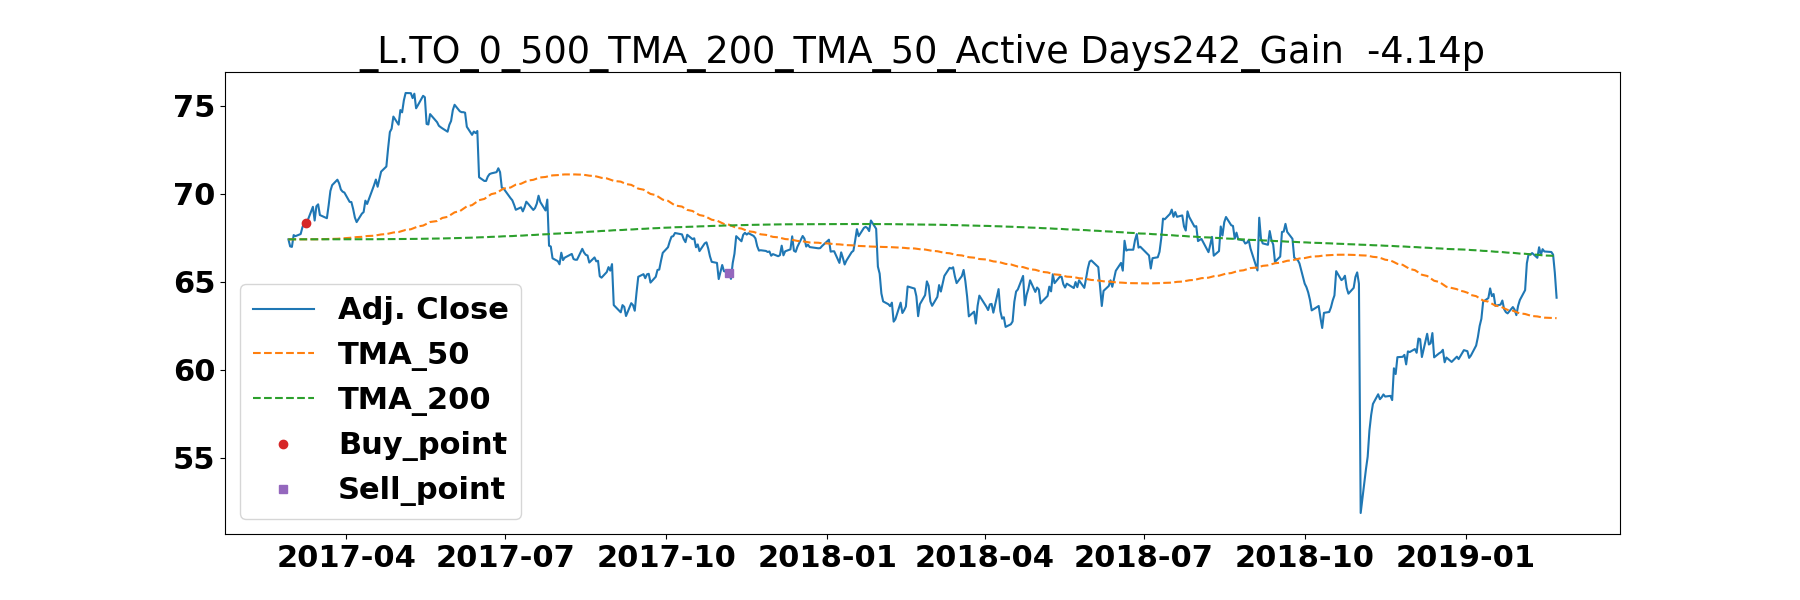 _L.TO_0_500_TMA_200_TMA_50_Active Days242_Gain  -4.14p
75
70
65
60
55
Adj. Close
TMA_50
TMA_200
Buy_point
Sell_point
2017-04 2017-07 2017-10 2018-01 2018-04 2018-07 2018-10 2019-01